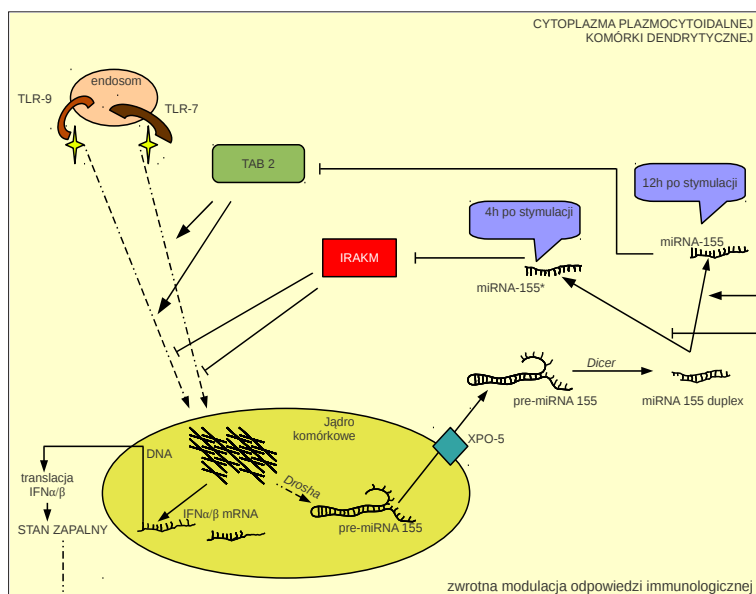 CYTOPLAZMA PLAZMOCYTOIDALNEJ
KOMÓRKI DENDRYTYCZNEJ
endosom
TLR-9
TLR-7
TAB 2
12h po stymulacji
4h po stymulacji
miRNA-155
IRAKM
miRNA-155*
Dicer
pre-miRNA 155
miRNA 155 duplex
Jądro
komórkowe
XPO-5
DNA
translacja
IFNα/β
Drosha
IFNα/β mRNA
STAN ZAPALNY
pre-miRNA 155
zwrotna modulacja odpowiedzi immunologicznej